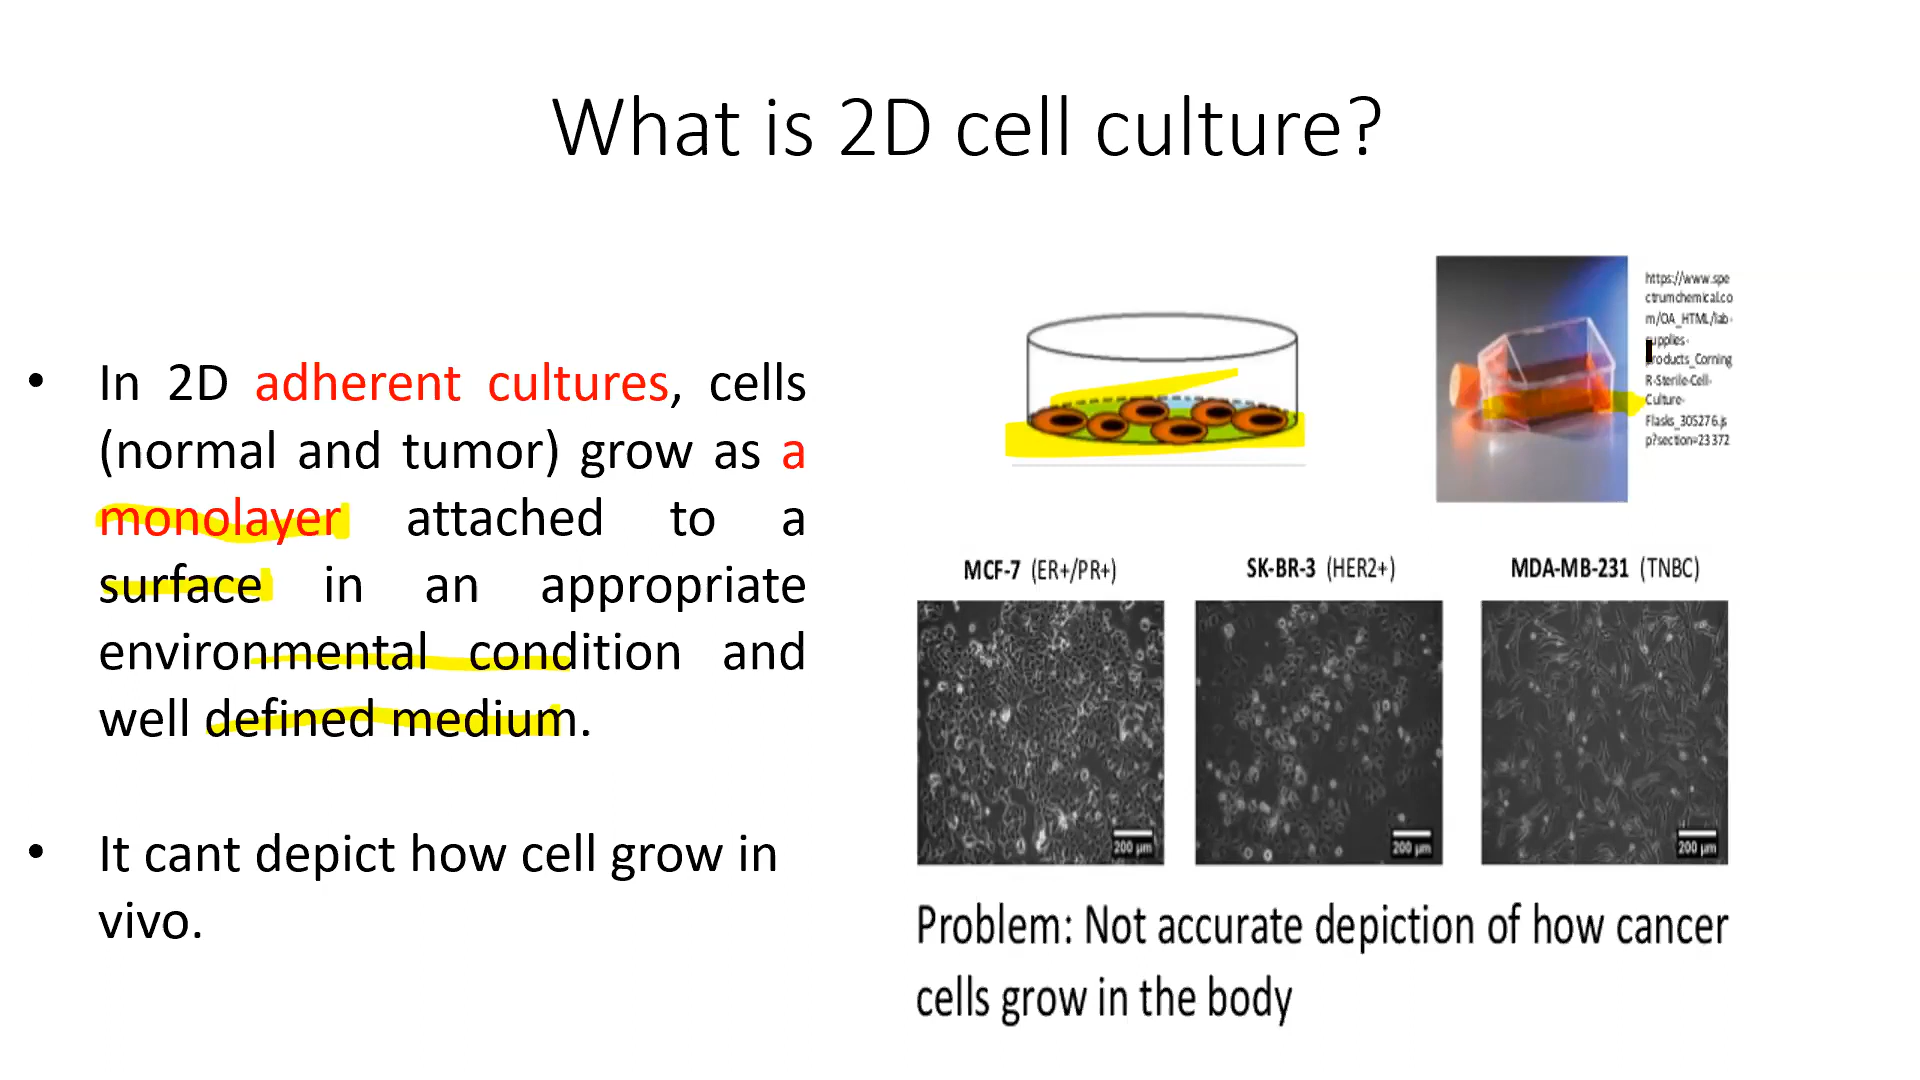 What is 2D cell culture?
• In 2D adherent cultures, cells
(normal and tumor) grow as a
monolayer attached to a
surface in an appropriate
environmental condition and
well defined medium.
• It cant depict how cell grow in
vivo.
https://www.spe
ctrumchemical.co
m/OA_HTML/lab-
supplies-
products_Corning
R-Sterile-Cell-
Culture-
Flasks_305276.js
p?section=23372
MCF-7 (ER+/PR+)
SK-BR-3 (HER2+)
MDA-MB-231 (TNBC)
200 µm
200 µm
200 µm
Problem: Not accurate depiction of how cancer
cells grow in the body